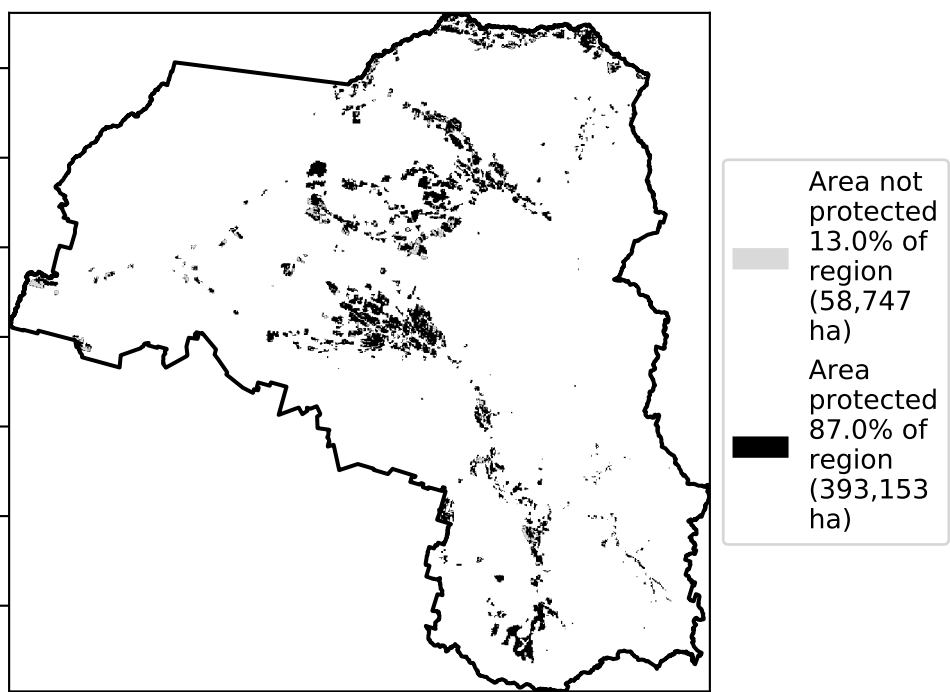 Area not
protected
13.0% of
region
(58,747
ha)
Area
protected
87.0% of
region
(393,153
ha)